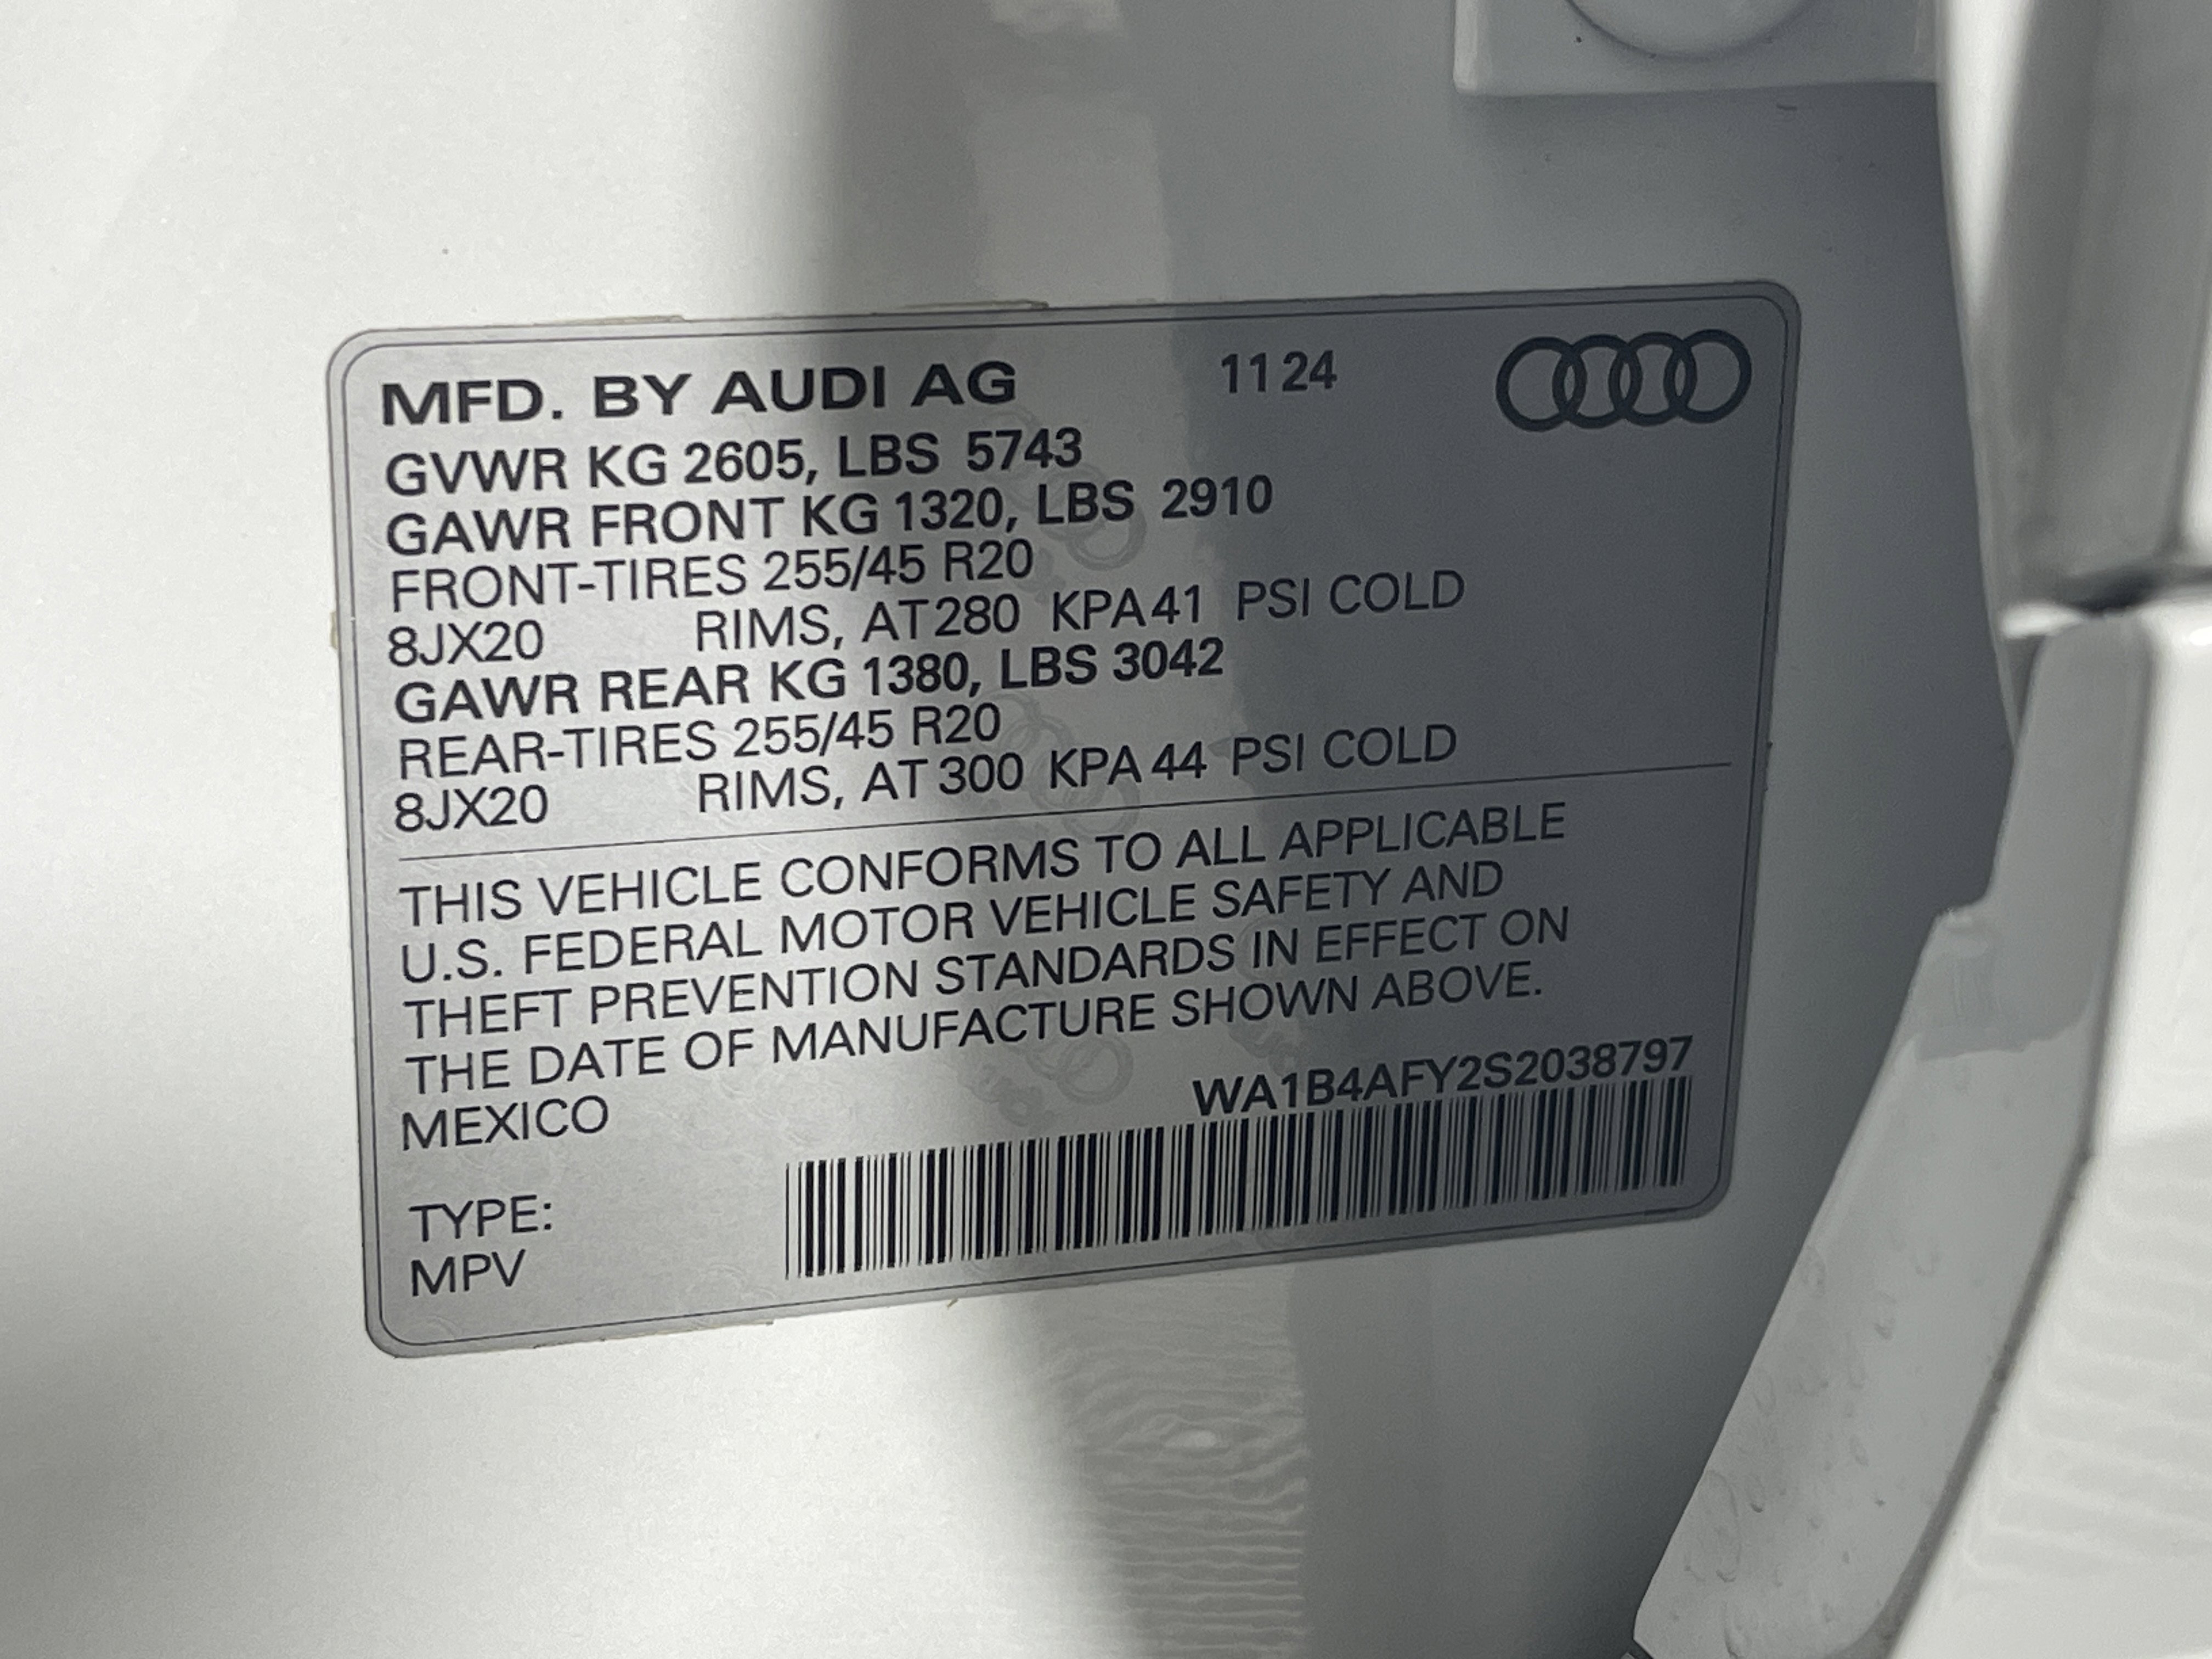 MFD. BY AUDI AG 11 24
GVWR KG 2605, LBS 5743
GAWR FRONT KG 1320, LBS 2910
FRONT-TIRES 255/45 R20
8JX20 RIMS, AT 280 KPA 41 PSI COLD
GAWR REAR KG 1380, LBS 3042
REAR-TIRES 255/45 R20
8JX20 RIMS, AT 300 KPA 44 PSI COLD
THIS VEHICLE CONFORMS TO ALL APPLICABLE
U.S. FEDERAL MOTOR VEHICLE SAFETY AND
THEFT PREVENTION STANDARDS IN EFFECT ON
THE DATE OF MANUFACTURE SHOWN ABOVE.
MEXICO
WA1B4AFY2S2038797
TYPE:
MPV